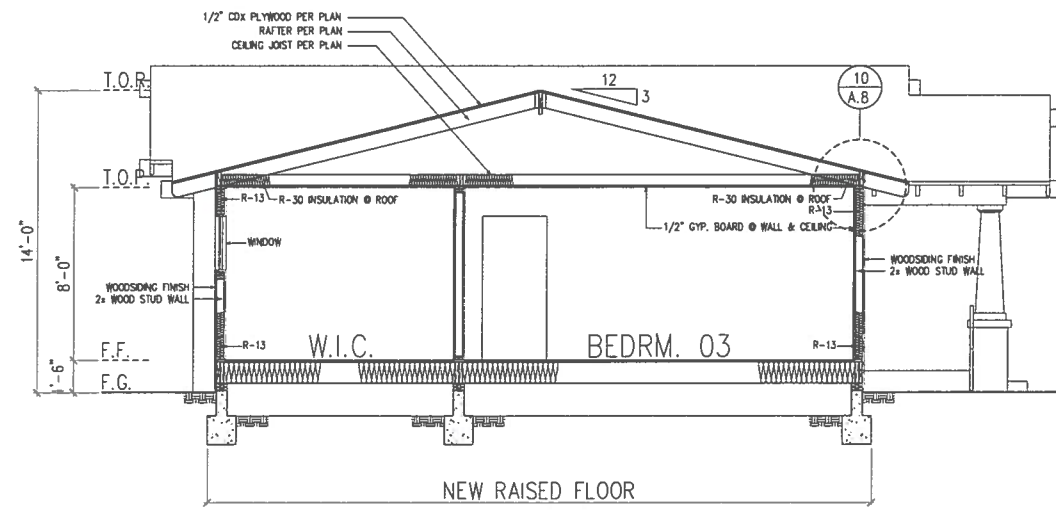 1/2" CDX PLYWOOD PER PLAN
RAFTER PER PLAN
CEILING JOIST PER PLAN
12
3
10
A.8
T.O.R.
T.O.P.
R-13
R-30 INSULATION @ ROOF
R-30 INSULATION @ ROOF
R-13
1/2" GYP. BOARD @ WALL & CEILING
WINDOW
14'-0"
8'-0"
WOODSIDING FINISH
2x WOOD STUD WALL
WOODSIDING FINISH
2x WOOD STUD WALL
R-13
W.I.C.
BEDRM. 03
R-13
F.F.
'-6"
F.G.
NEW RAISED FLOOR